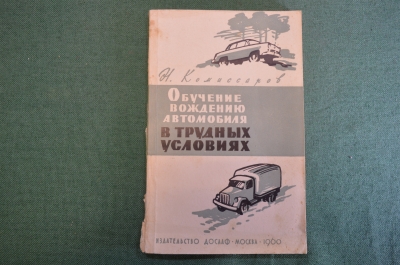 Н. Комиссаров
ОБУЧЕНИЕ
ВОЖДЕНИЮ
АВТОМОБИЛЯ
В ТРУДНЫХ
УСЛОВИЯХ
ИЗДАТЕЛЬСТВО ДОСААФ · МОСКВА · 1960